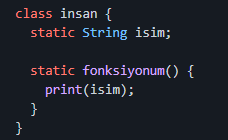 class insan {
  static String isim;

  static fonksiyonum() {
    print(isim);
  }
}